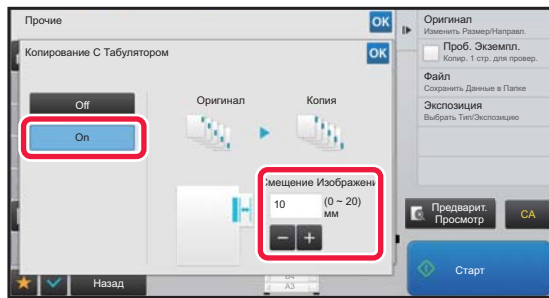 Прочие
OK
Копирование С Табулятором
OK
Off
On
Оригинал
Копия
Смещение Изображени
10
(0 ~ 20)
мм
Назад
A3
Оригинал
Изменить Размер/Направл.
Проб. Экземпл.
Копир. 1 стр. для провер.
Файл
Сохранить Данные в Папке
Экспозиция
Выбрать Тип/Экспозицию
Предварит.
Просмотр
CA
Старт